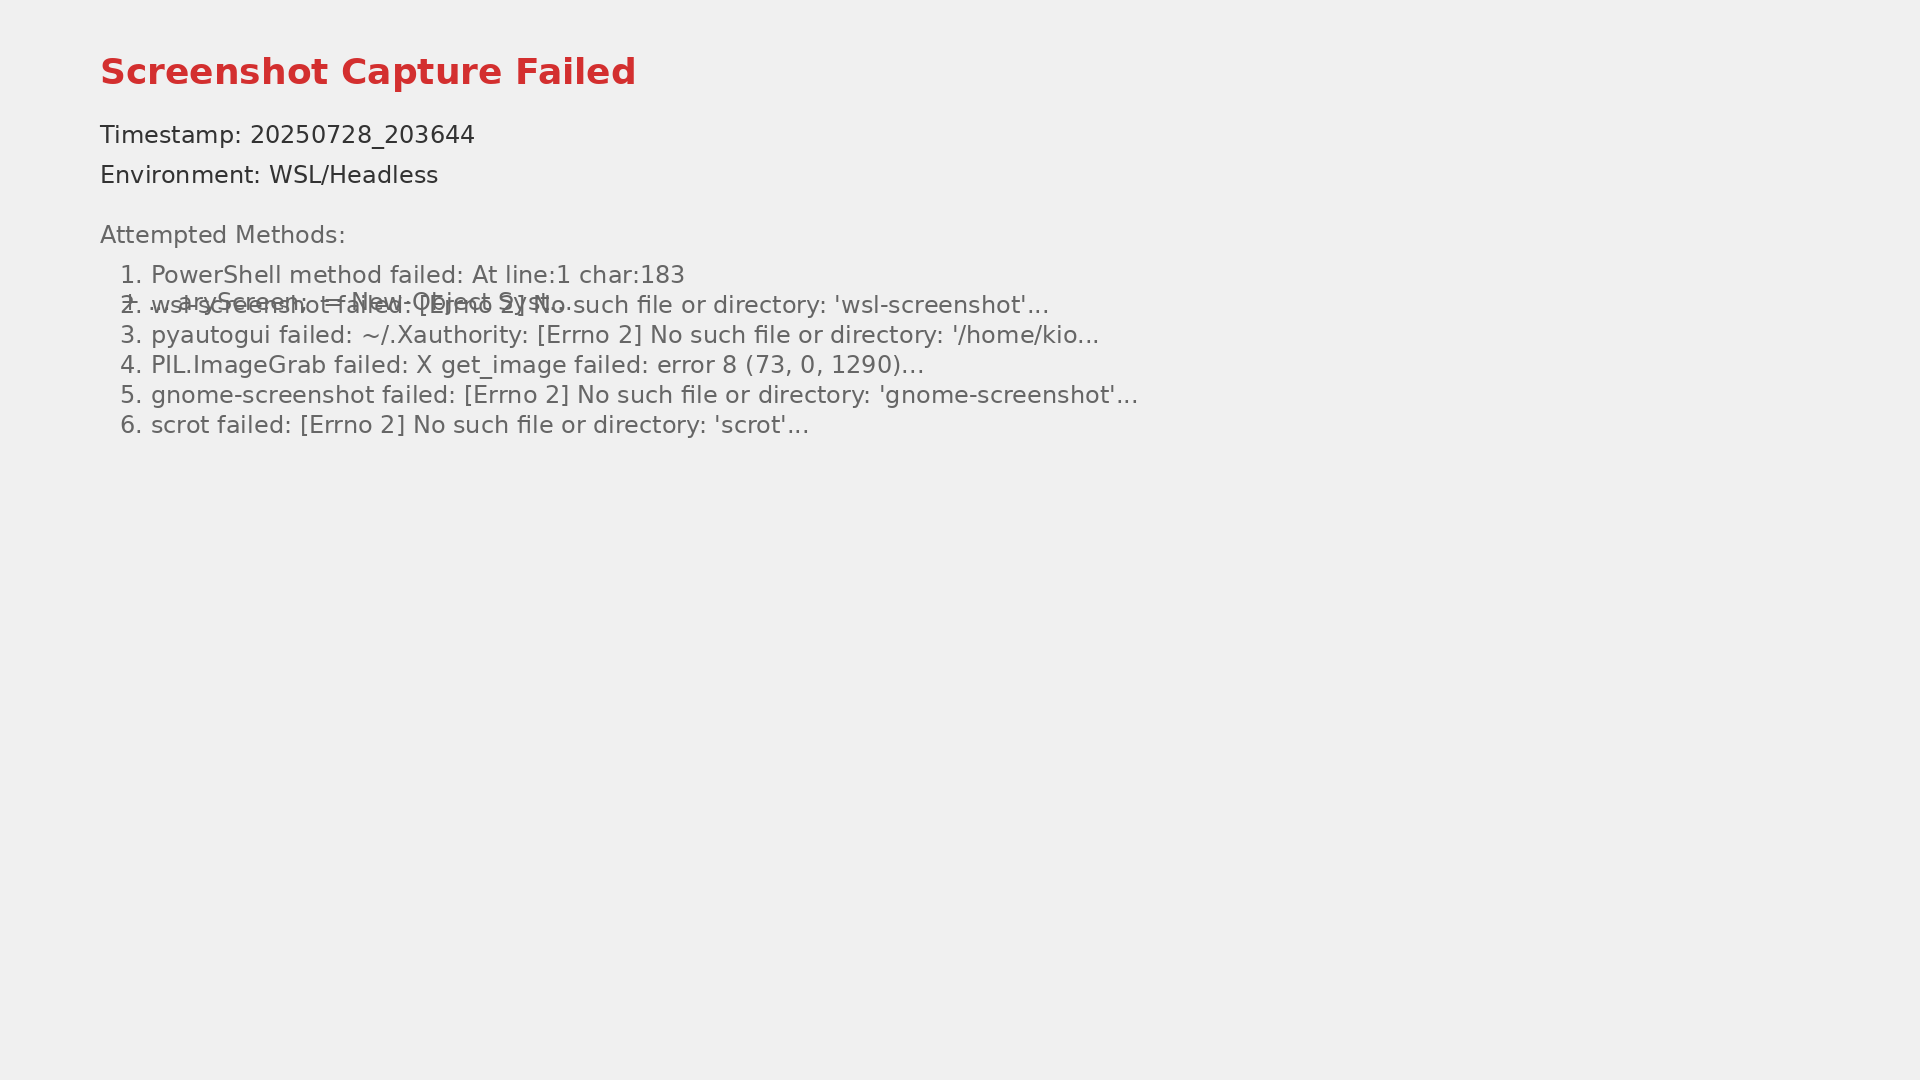 Screenshot Capture Failed
Timestamp: 20250728_203644
Environment: WSL/Headless
Attempted Methods:
1. PowerShell method failed: At line:1 char:183
+ ... aryScreen;  = New-Object Syst...
2. wsl-screenshot failed: [Errno 2] No such file or directory: 'wsl-screenshot'...
3. pyautogui failed: ~/.Xauthority: [Errno 2] No such file or directory: '/home/kio...
4. PIL.ImageGrab failed: X get_image failed: error 8 (73, 0, 1290)...
5. gnome-screenshot failed: [Errno 2] No such file or directory: 'gnome-screenshot'...
6. scrot failed: [Errno 2] No such file or directory: 'scrot'...